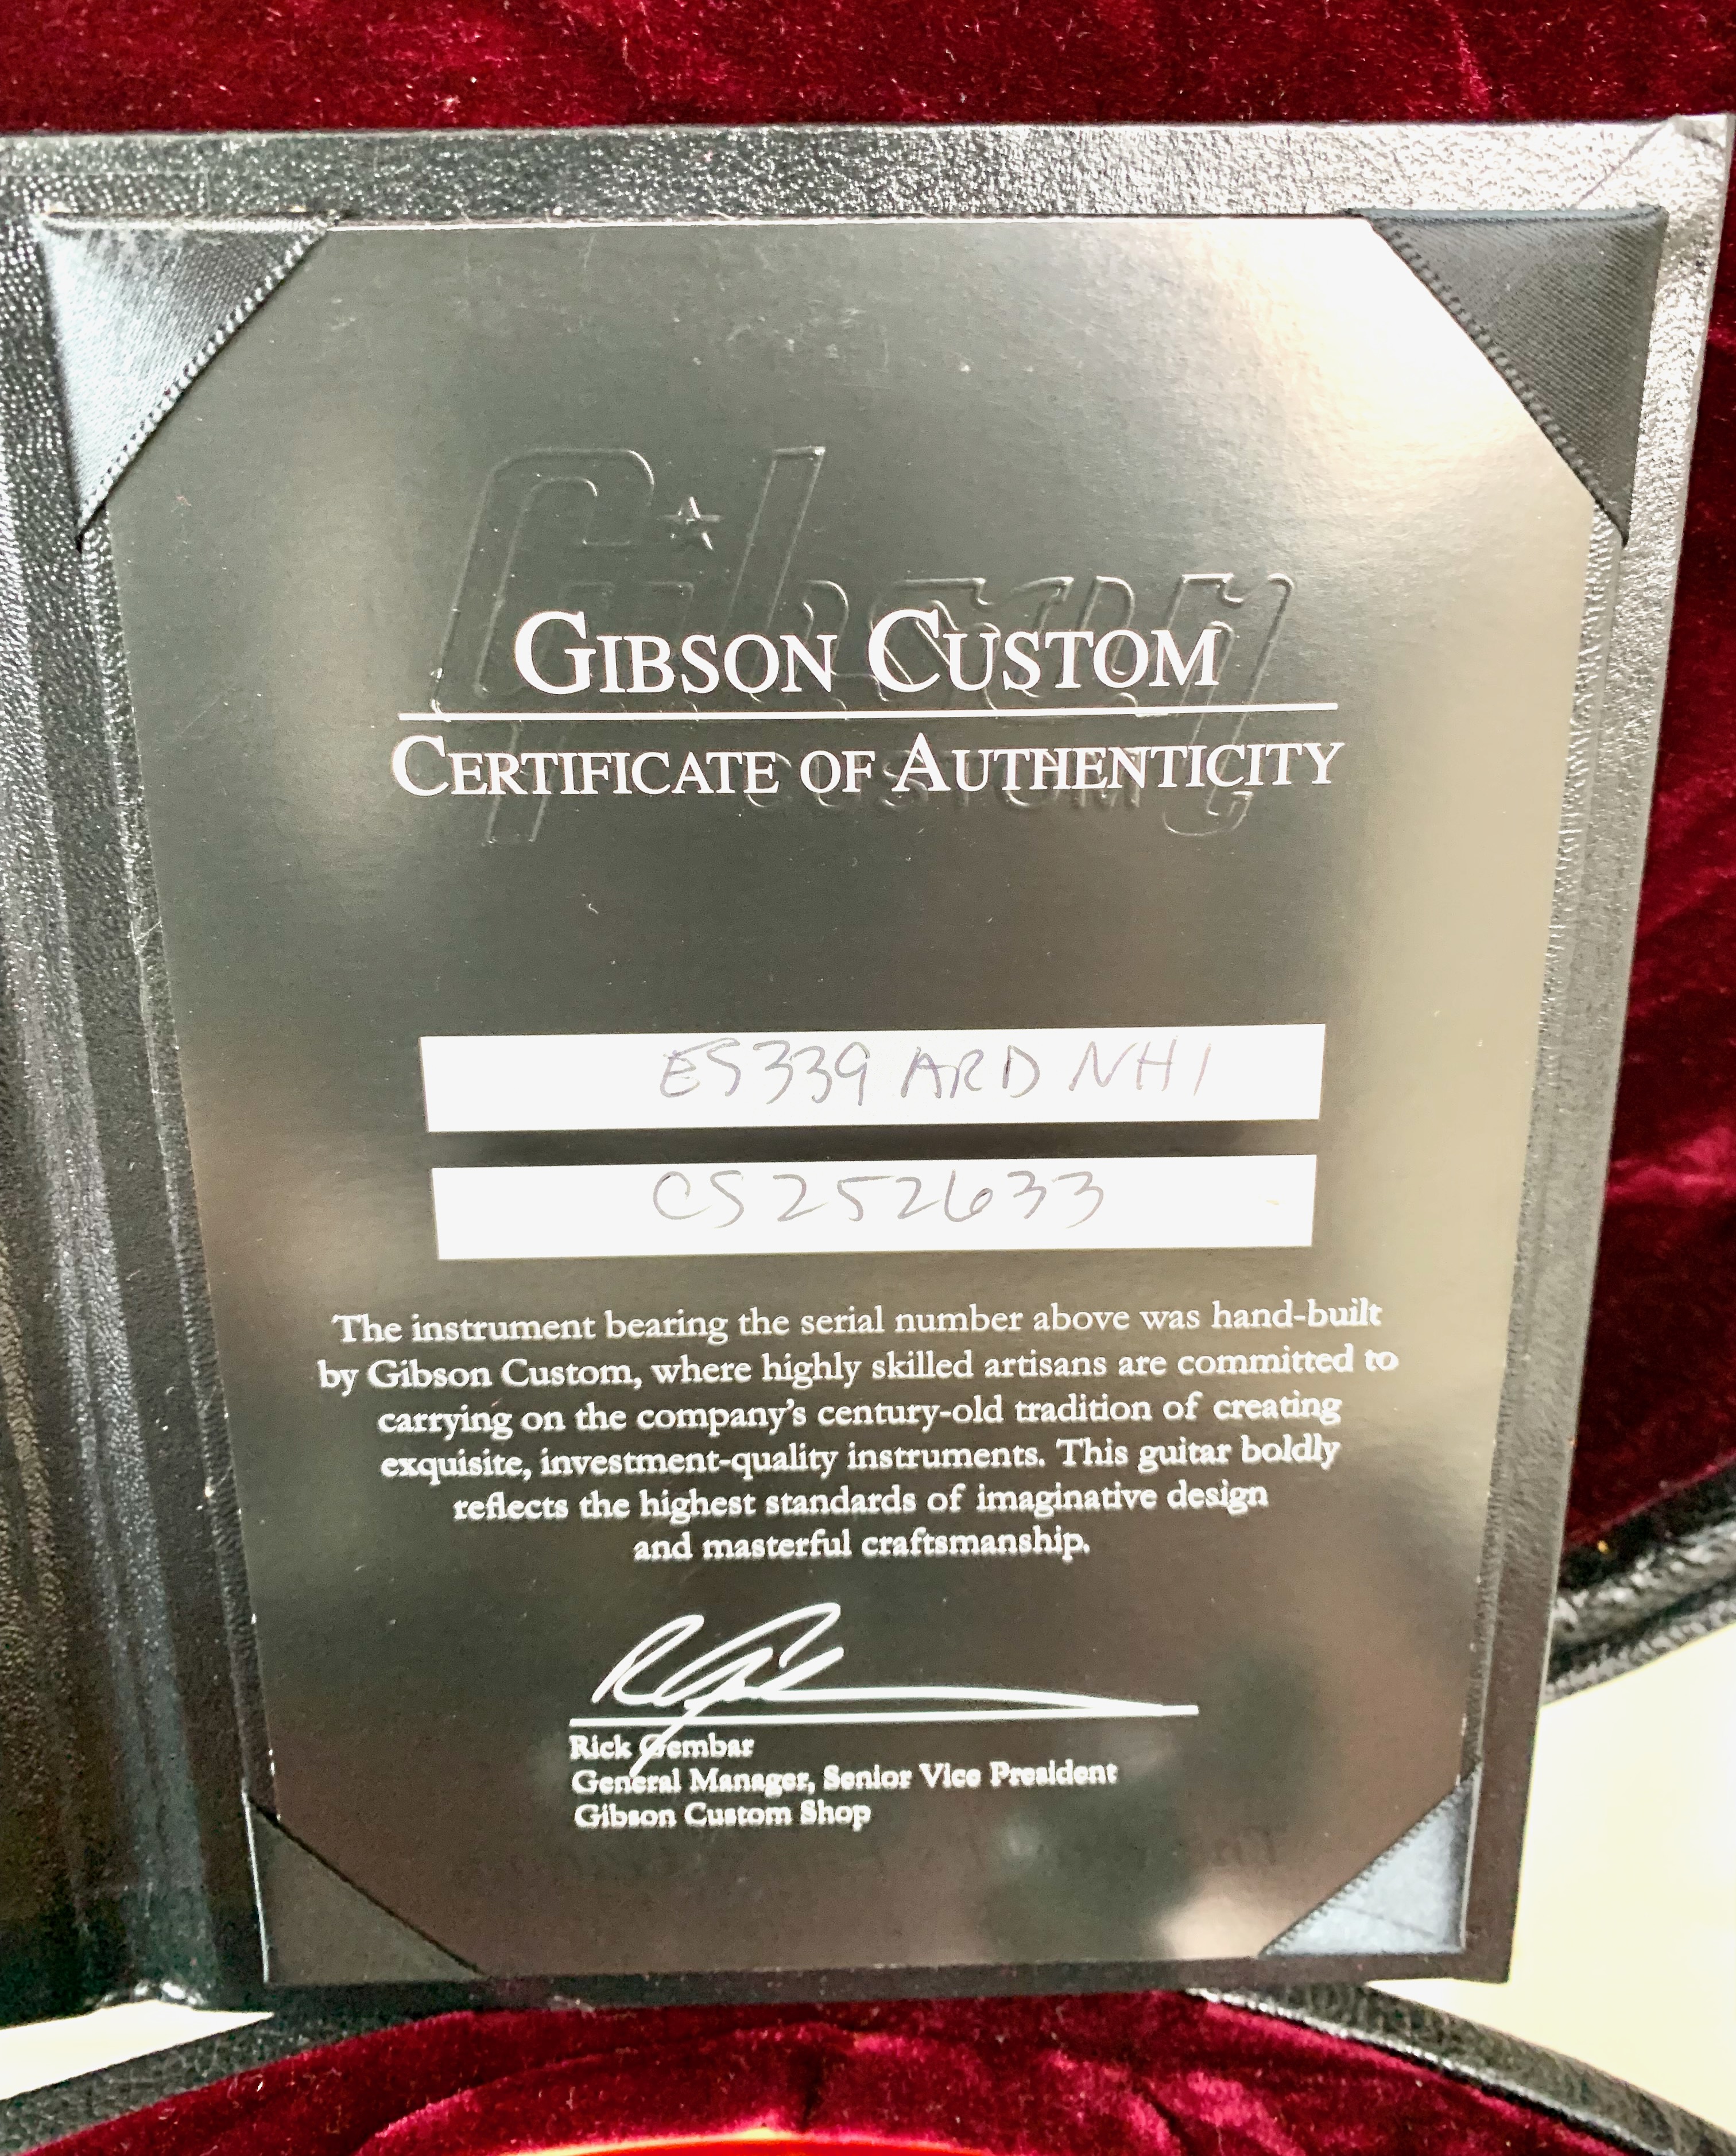 Gibson
CUSTOM
GIBSON CUSTOM
CERTIFICATE OF AUTHENTICITY
ES339 ARD NH1
CS252633
The instrument bearing the serial number above was hand-built
by Gibson Custom, where highly skilled artisans are committed to
carrying on the company's century-old tradition of creating
exquisite, investment-quality instruments. This guitar boldly
reflects the highest standards of imaginative design
and masterful craftsmanship.
Rick Gembar
General Manager, Senior Vice President
Gibson Custom Shop